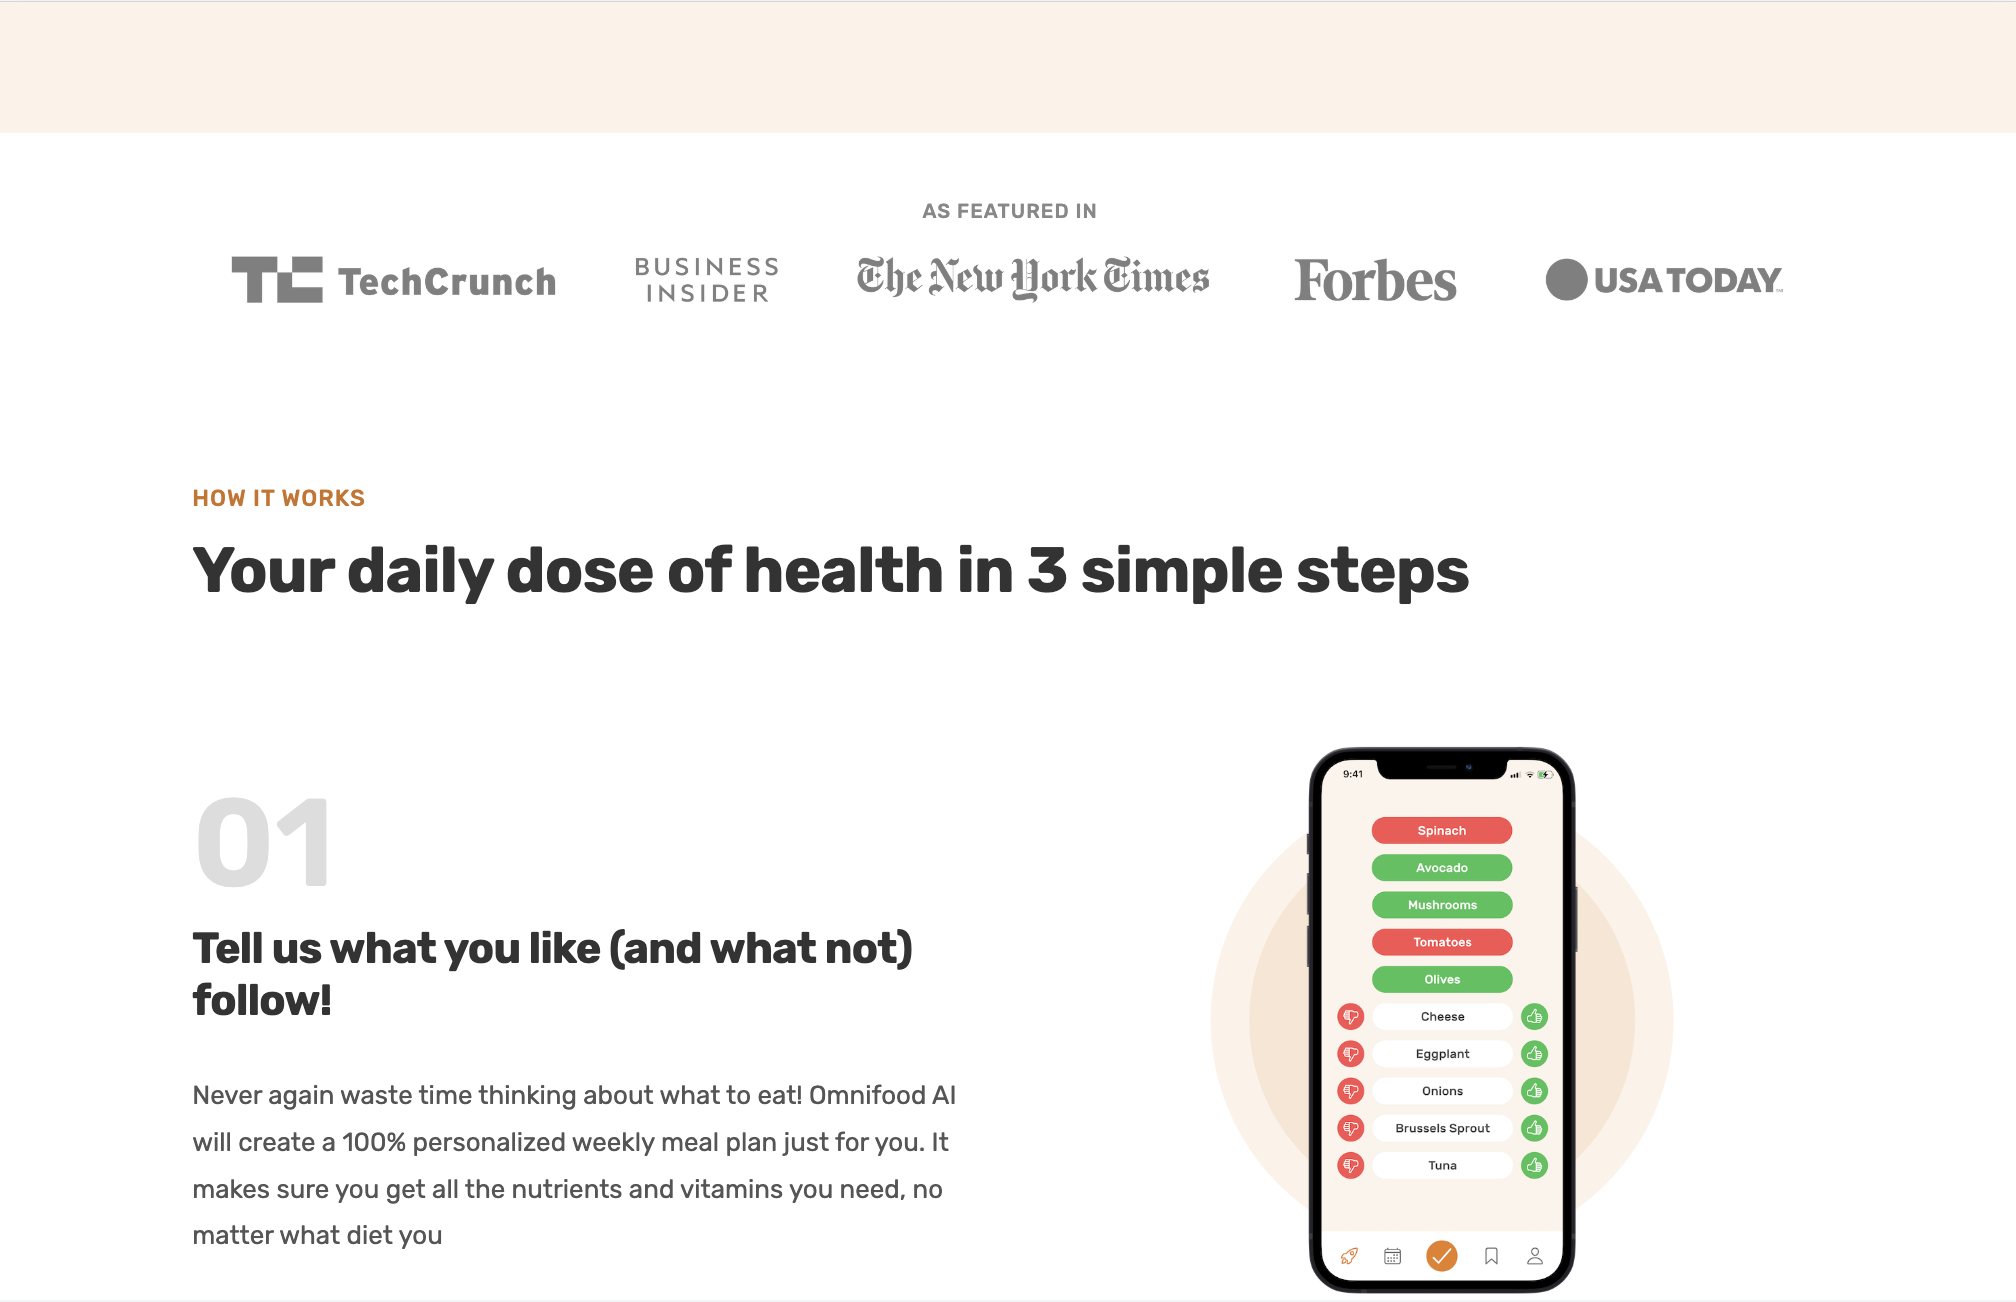 AS FEATURED IN
TC TechCrunch
BUSINESS
INSIDER
The New York Times
Forbes
USA TODAY
HOW IT WORKS
Your daily dose of health in 3 simple steps
01
Tell us what you like (and what not)
follow!
Never again waste time thinking about what to eat! Omnifood AI
will create a 100% personalized weekly meal plan just for you. It
makes sure you get all the nutrients and vitamins you need, no
matter what diet you
9:41
Spinach
Avocado
Mushrooms
Tomatoes
Olives
Cheese
Eggplant
Onions
Brussels Sprout
Tuna